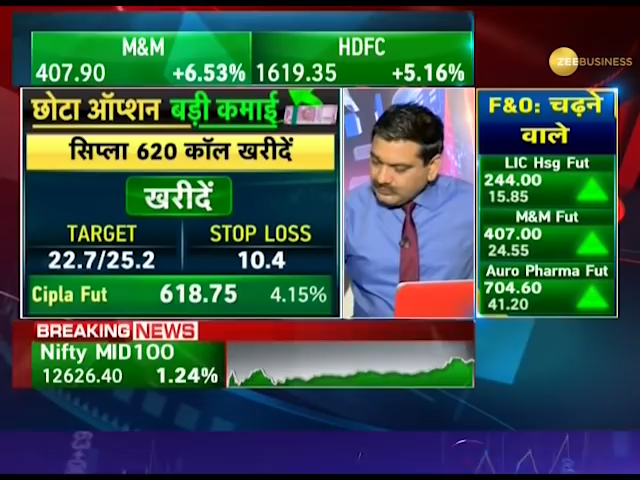 M&M
407.90 +6.53%
HDFC
1619.35 +5.16%
ZEE BUSINESS
छोटा ऑप्शन बड़ी कमाई
सिप्ला 620 कॉल खरीदें
खरीदें
TARGET
22.7/25.2
STOP LOSS
10.4
Cipla Fut 618.75 4.15%
F&O: चढ़ने
वाले
LIC Hsg Fut
244.00
15.85
M&M Fut
407.00
24.55
Auro Pharma Fut
704.60
41.20
BREAKING NEWS
Nifty MID100
12626.40 1.24%